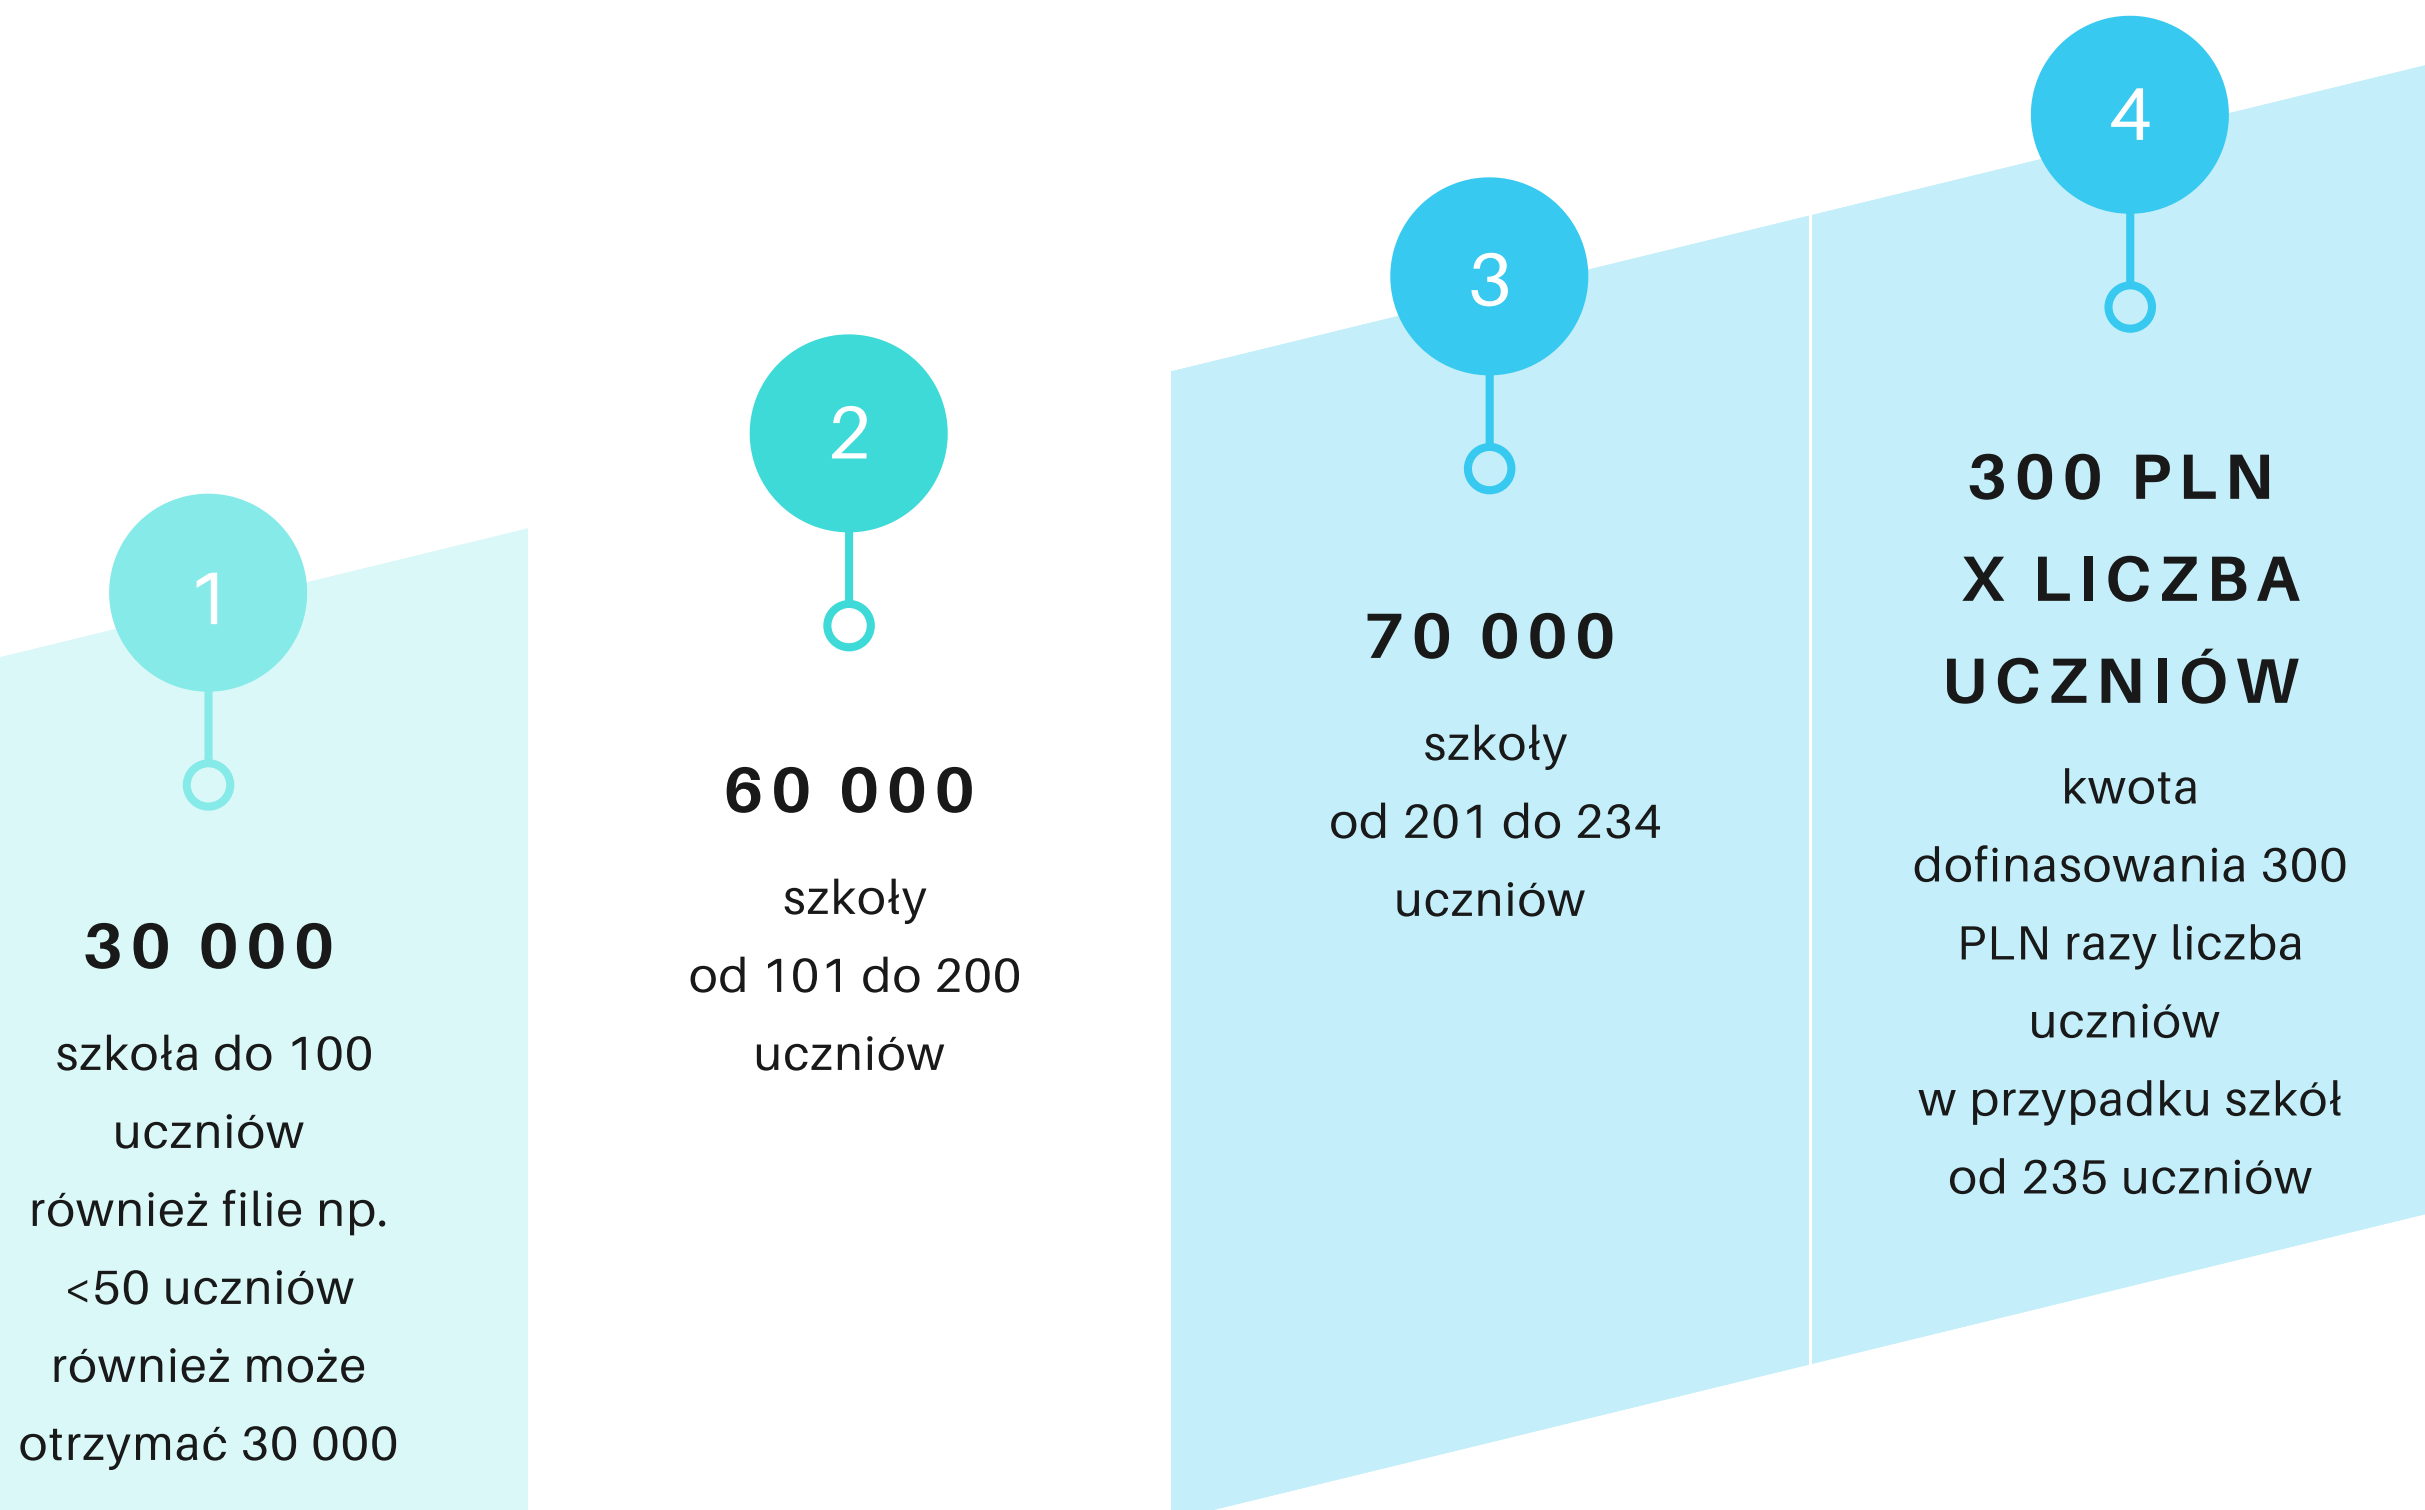 1
30 000
szkoła do 100
uczniów
również filie np.
<50 uczniów
również może
otrzymać 30 000
2
60 000
szkoły
od 101 do 200
uczniów
3
70 000
szkoły
od 201 do 234
uczniów
4
300 PLN
X LICZBA
UCZNIÓW
kwota
dofinasowania 300
PLN razy liczba
uczniów
w przypadku szkół
od 235 uczniów